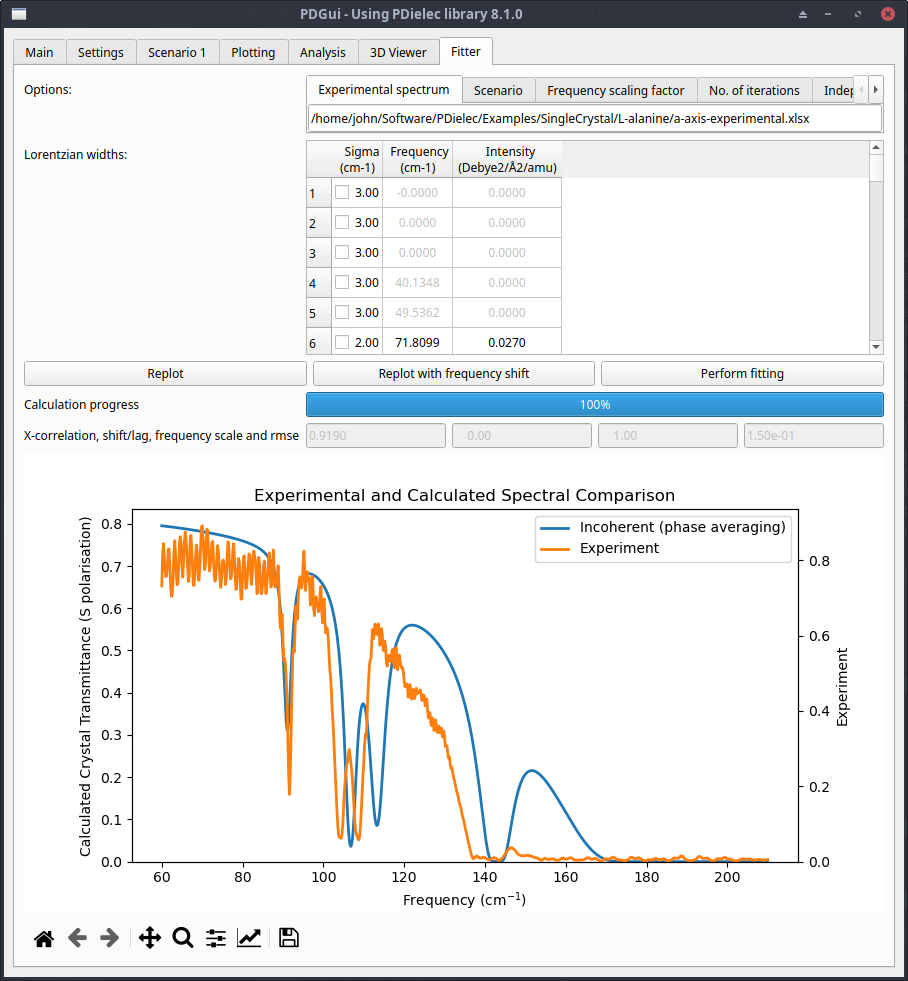 PDGui - Using PDielec library 8.1.0
Main Settings Scenario 1 Plotting Analysis 3D Viewer Fitter
Options:
Experimental spectrum Scenario Frequency scaling factor No. of iterations Indep
/home/john/Software/PDielec/Examples/SingleCrystal/L-alanine/a-axis-experimental.xlsx
Lorentzian widths:
Sigma Frequency Intensity
(cm-1) (cm-1) (Debye2/Å2/amu)
1 3.00 -0.0000 0.0000
2 3.00 0.0000 0.0000
3 3.00 0.0000 0.0000
4 3.00 40.1348 0.0000
5 3.00 49.5362 0.0000
6 2.00 71.8099 0.0270
Replot Replot with frequency shift Perform fitting
Calculation progress 100%
X-correlation, shift/lag, frequency scale and rmse 0.9190 0.00 1.00 1.50e-01
Experimental and Calculated Spectral Comparison
Incoherent (phase averaging)
Experiment
Calculated Crystal Transmittance (S polarisation)
0.8
0.7
0.6
0.5
0.4
0.3
0.2
0.1
0.0
0.8
0.6
0.4
0.2
0.0
Experiment
60 80 100 120 140 160 180 200
Frequency (cm⁻¹)